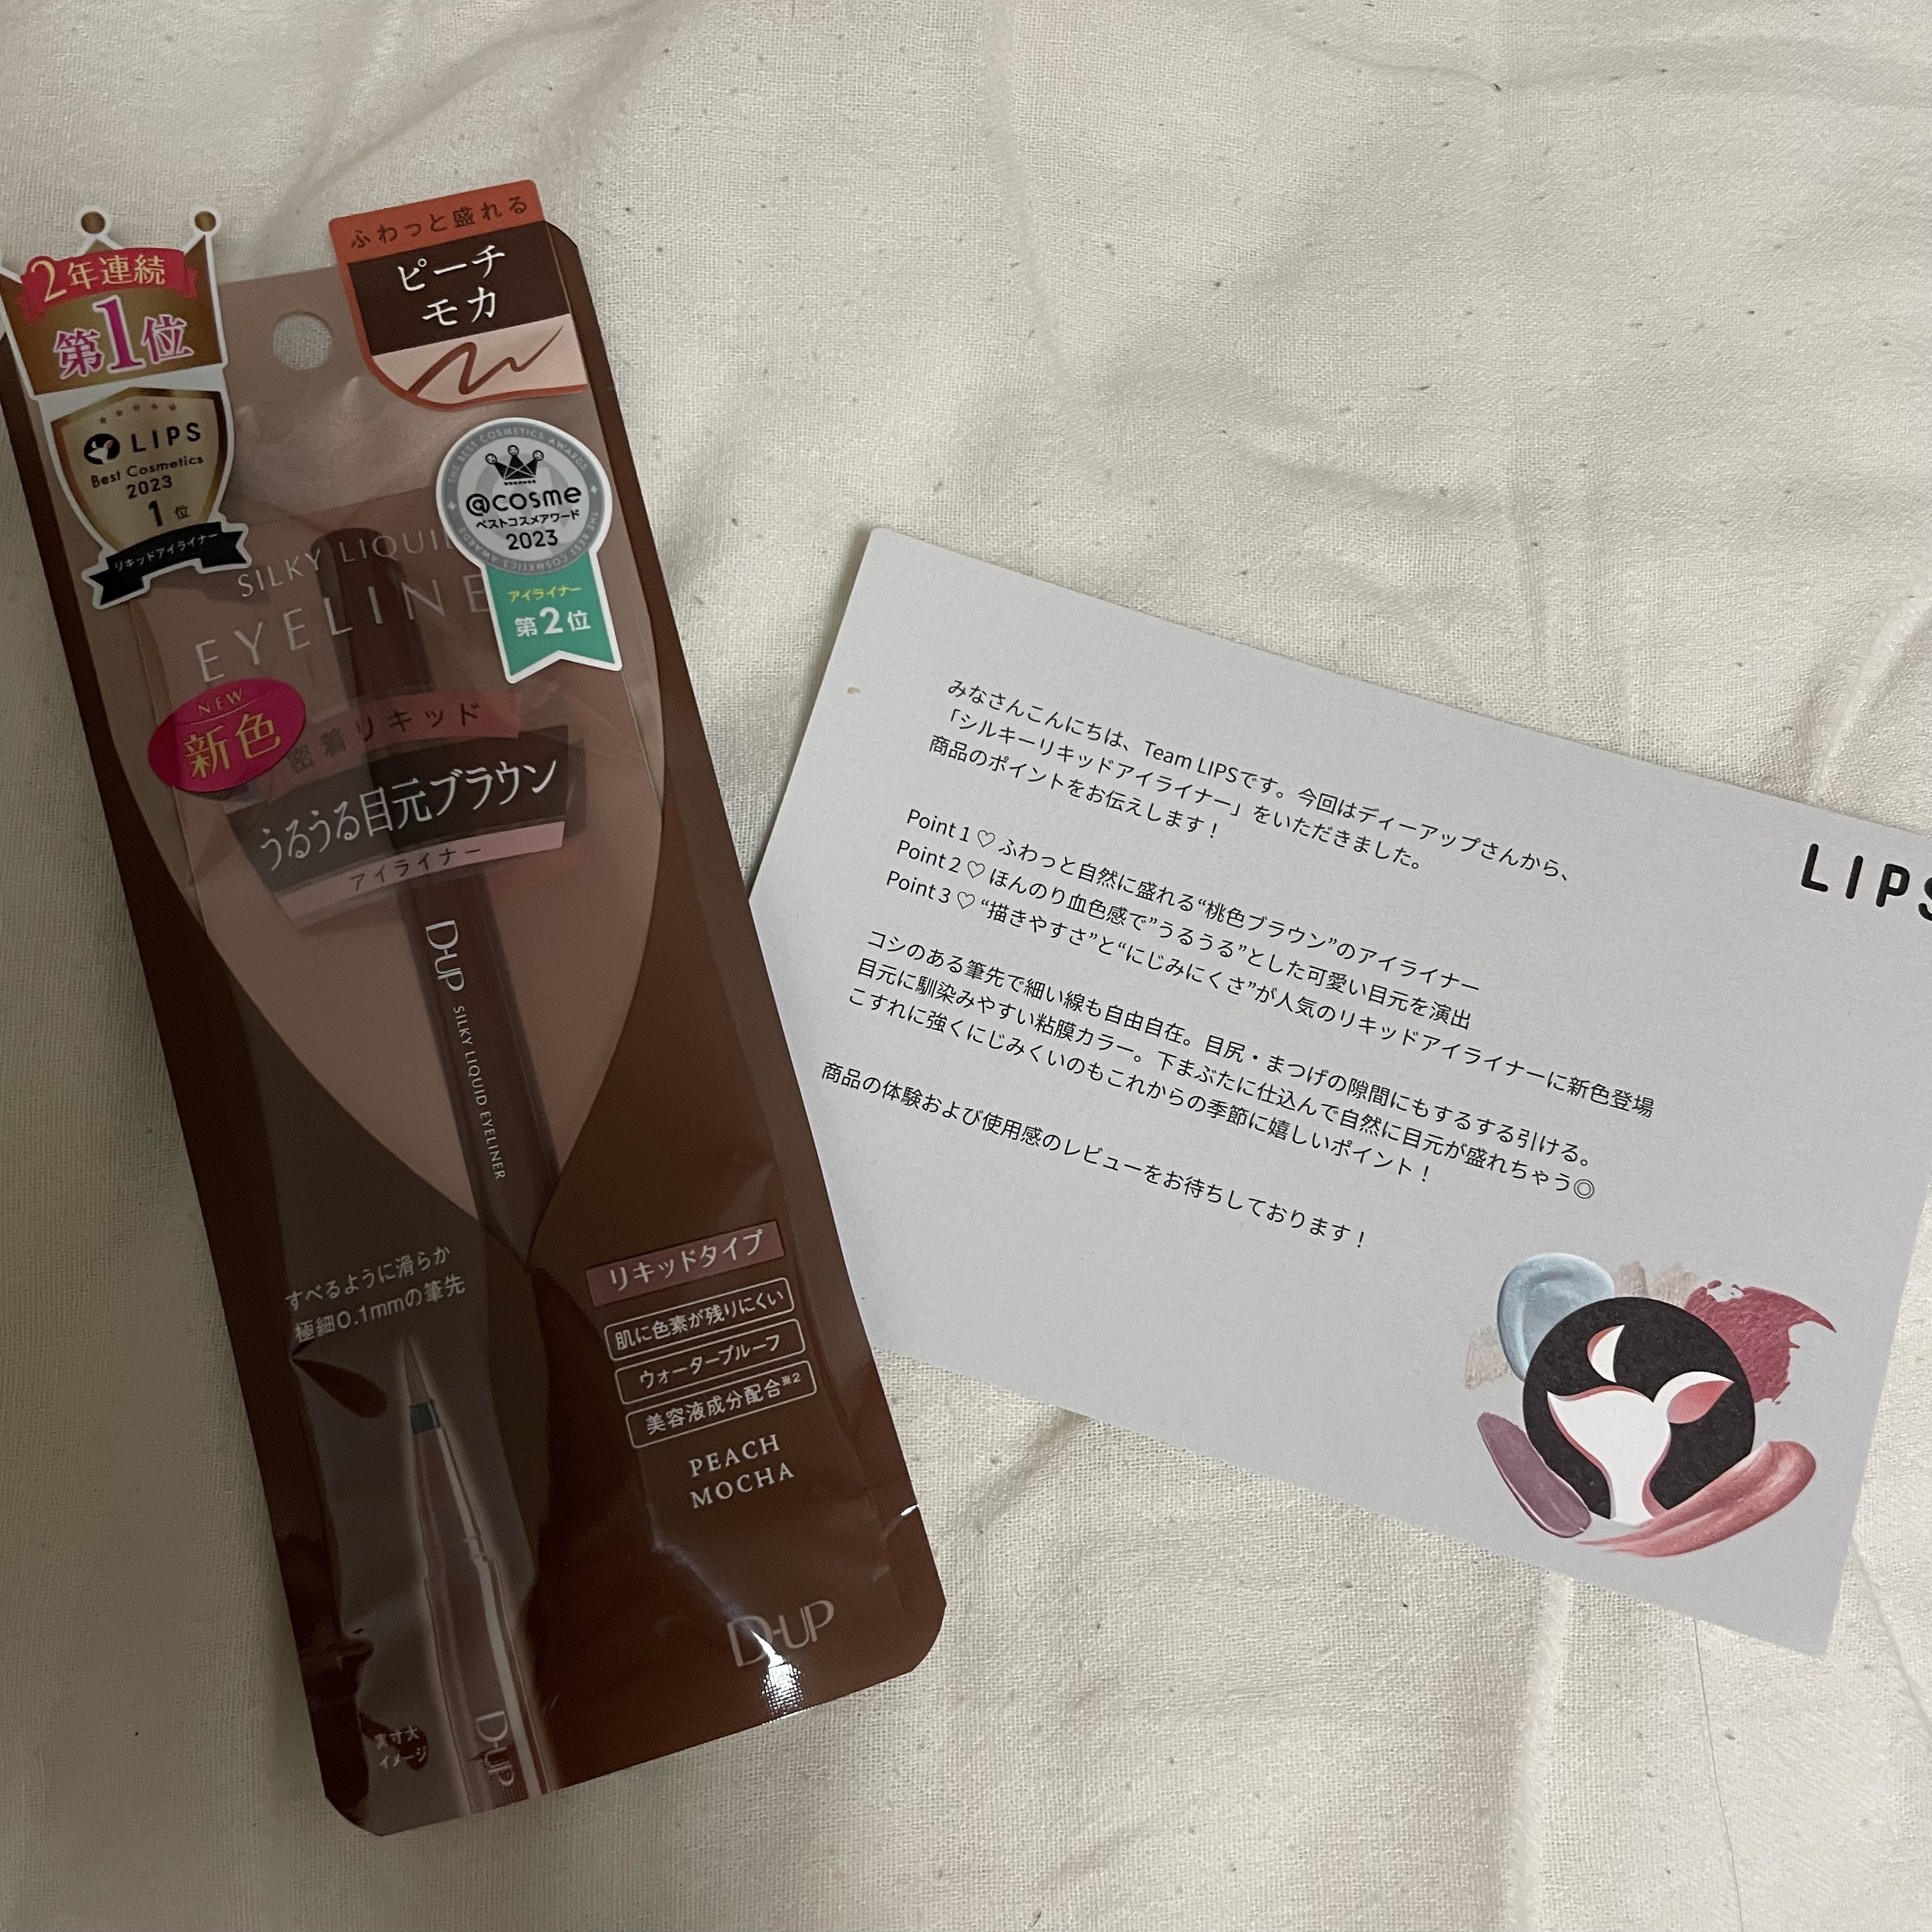 2年連続
第1位
LIPS
Best Cosmetics
2023
1位
リキッドアイライナー
ふわっと盛れる
ピーチ
モカ
THE BEST COSMETICS AWARDS
@cosme
ベストコスメアワード
2023
アイライナー
第2位
SILKY LIQUI
EYELINE
NEW
新色
密着リキッド
うるうる目元ブラウン
アイライナー
D-UP SILKY LIQUID EYELINER
すべるように滑らか
極細0.1mmの筆先
リキッドタイプ
肌に色素が残りにくい
ウォータープルーフ
美容液成分配合※2
PEACH
MOCHA
D-UP
実寸大
イメージ
D-UP
みなさんこんにちは、Team LIPSです。今回はディーアップさんから、
「シルキーリキッドアイライナー」をいただきました。
商品のポイントをお伝えします！
Point 1 ♡ ふわっと自然に盛れる“桃色ブラウン”のアイライナー
Point 2 ♡ ほんのり血色感で”うるうる”とした可愛い目元を演出
Point 3 ♡ “描きやすさ”と“にじみにくさ”が人気のリキッドアイライナーに新色登場
コシのある筆先で細い線も自由自在。目尻・まつげの隙間にもするする引ける。
目元に馴染みやすい粘膜カラー。下まぶたに仕込んで自然に目元が盛れちゃう◎
こすれに強くにじみくいのもこれからの季節に嬉しいポイント！
商品の体験および使用感のレビューをお待ちしております！
LIPS